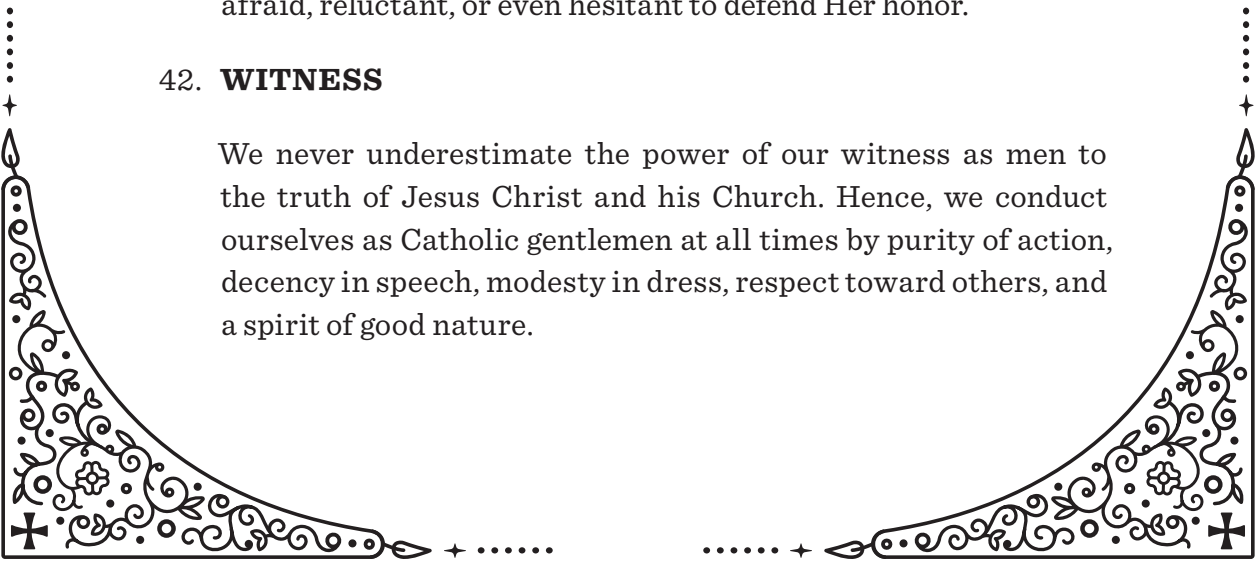 afraid, reluctant, or even hesitant to defend Her honor.
42. WITNESS
We never underestimate the power of our witness as men to
the truth of Jesus Christ and his Church. Hence, we conduct
ourselves as Catholic gentlemen at all times by purity of action,
decency in speech, modesty in dress, respect toward others, and
a spirit of good nature.